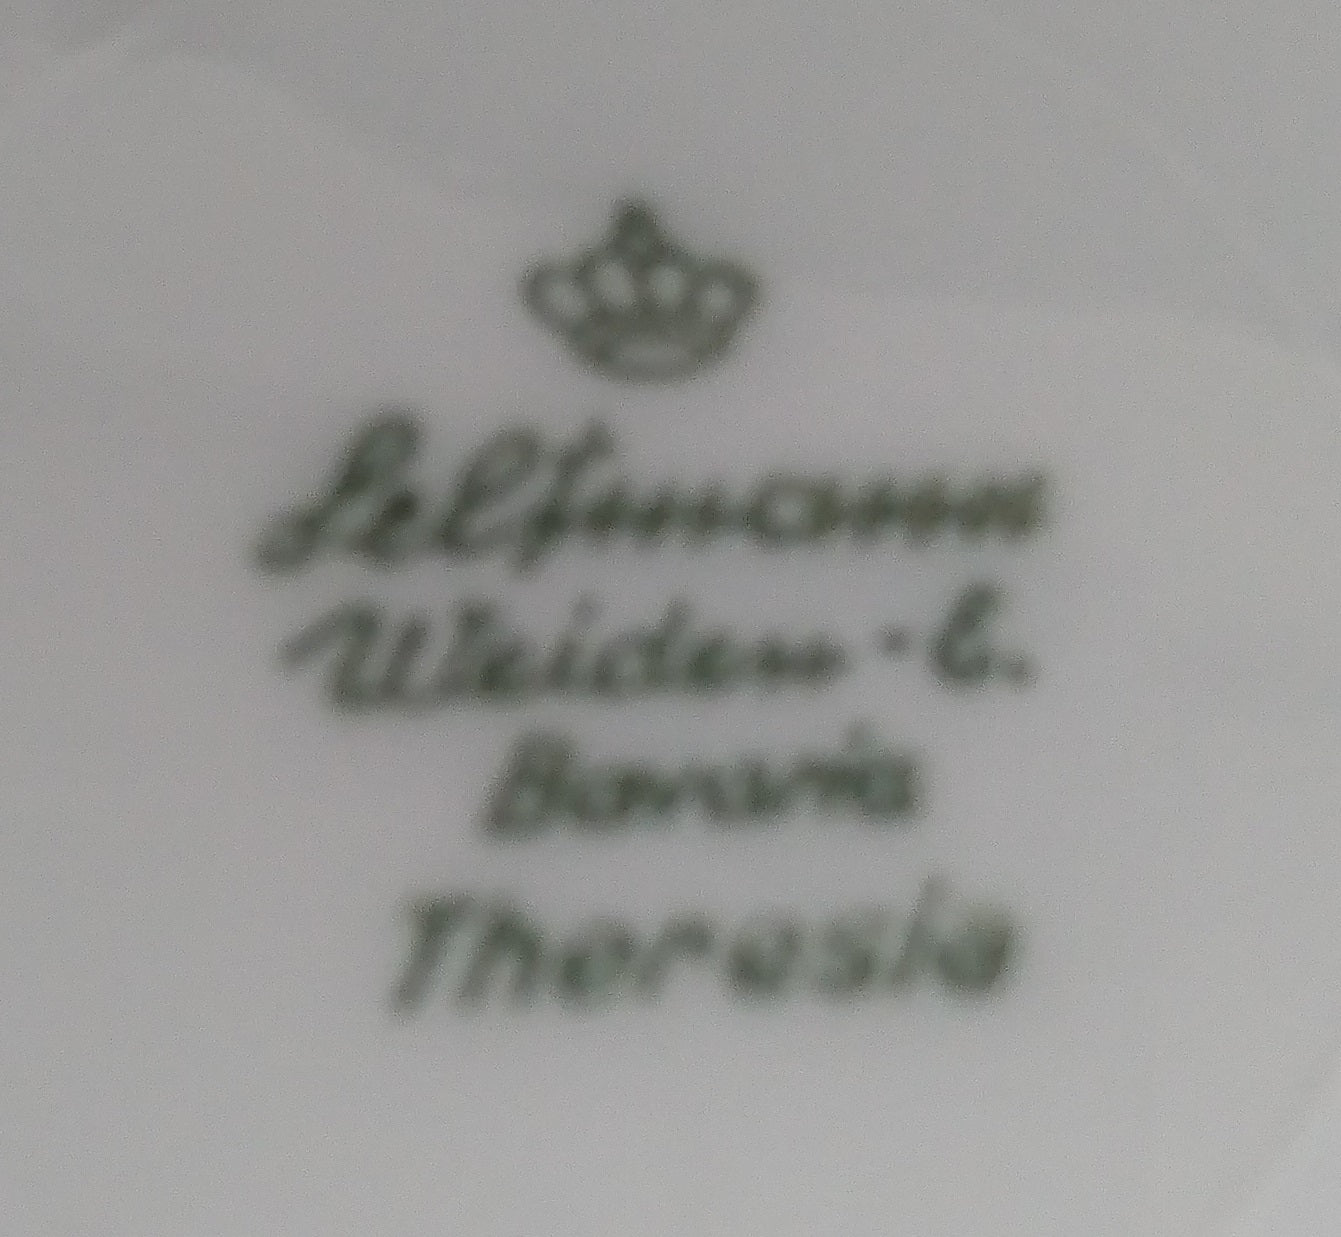 Seltmann
Weiden - O.
Bavaria
Theresia